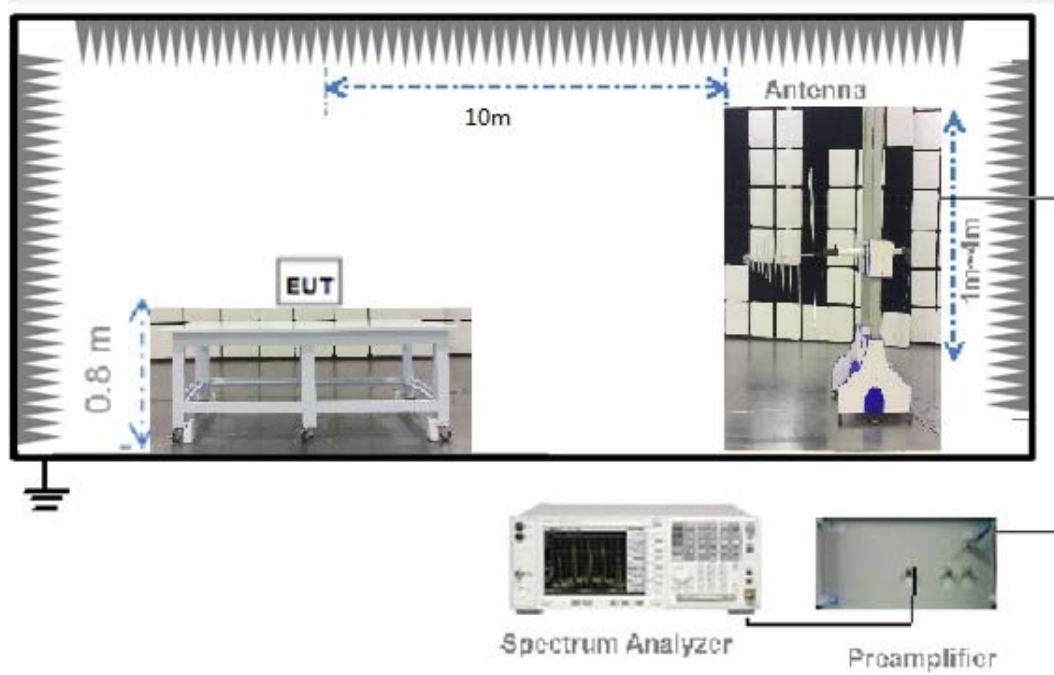 Antenna
10m
1m~4m
EUT
0.8 m
Spectrum Analyzer
Preamplifier